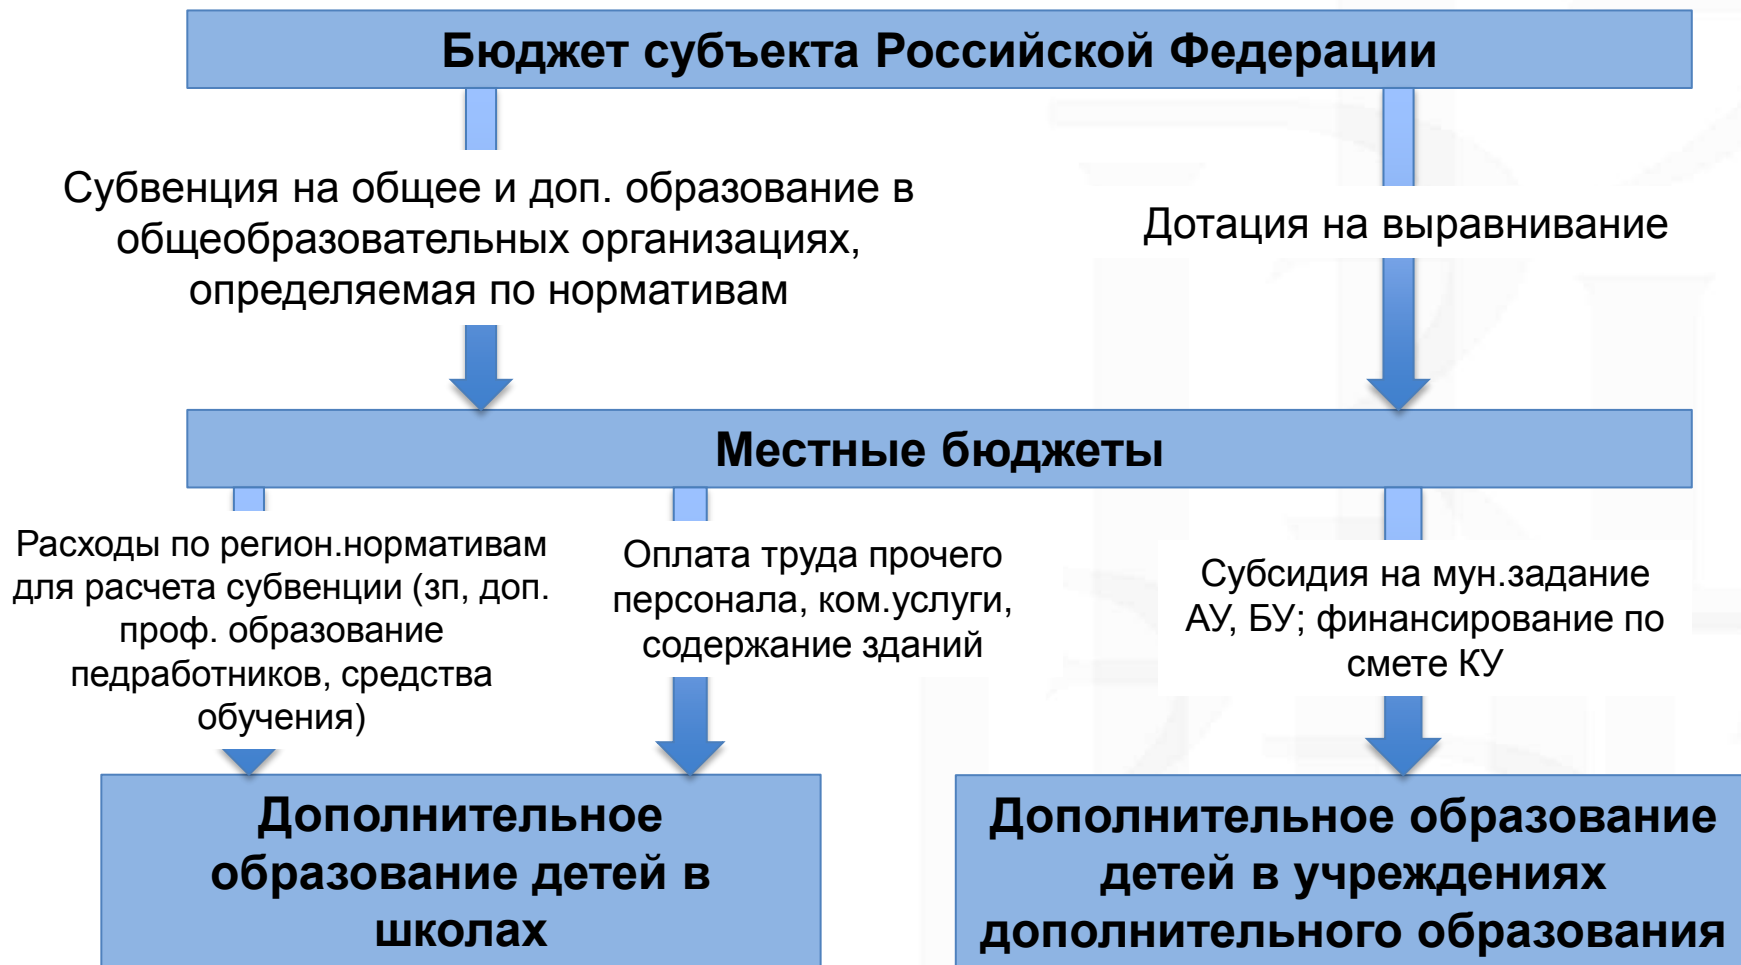 Бюджет субъекта Российской Федерации
Субвенция на общее и доп. образование в
общеобразовательных организациях,
определяемая по нормативам
Дотация на выравнивание
Местные бюджеты
Расходы по регион.нормативам
для расчета субвенции (зп, доп.
проф. образование
педработников, средства
обучения)
Оплата труда прочего
персонала, ком.услуги,
содержание зданий
Субсидия на мун.задание
АУ, БУ; финансирование по
смете КУ
Дополнительное
образование детей в
школах
Дополнительное образование
детей в учреждениях
дополнительного образования